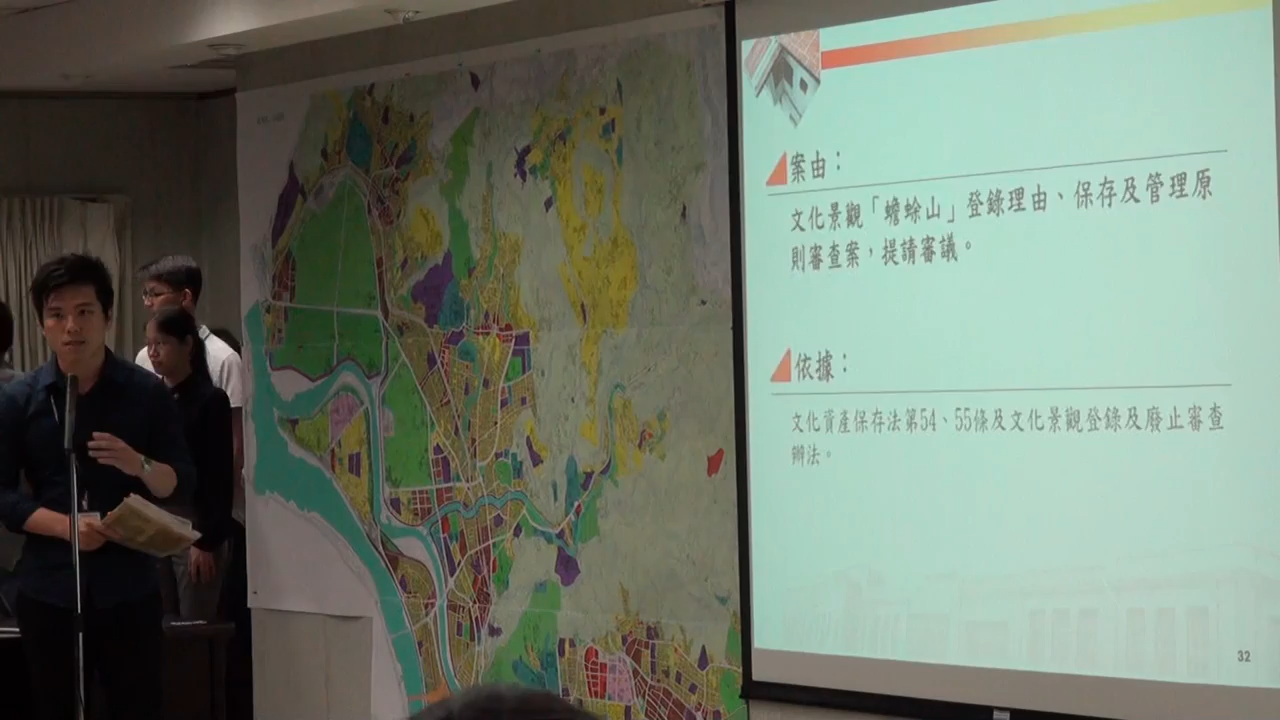 案由：
文化景觀「蟾蜍山」登錄理由、保存及管理原
則審查案，提請審議。
依據：
文化資產保存法第54、55條及文化景觀登錄及廢止審查
辦法。
32